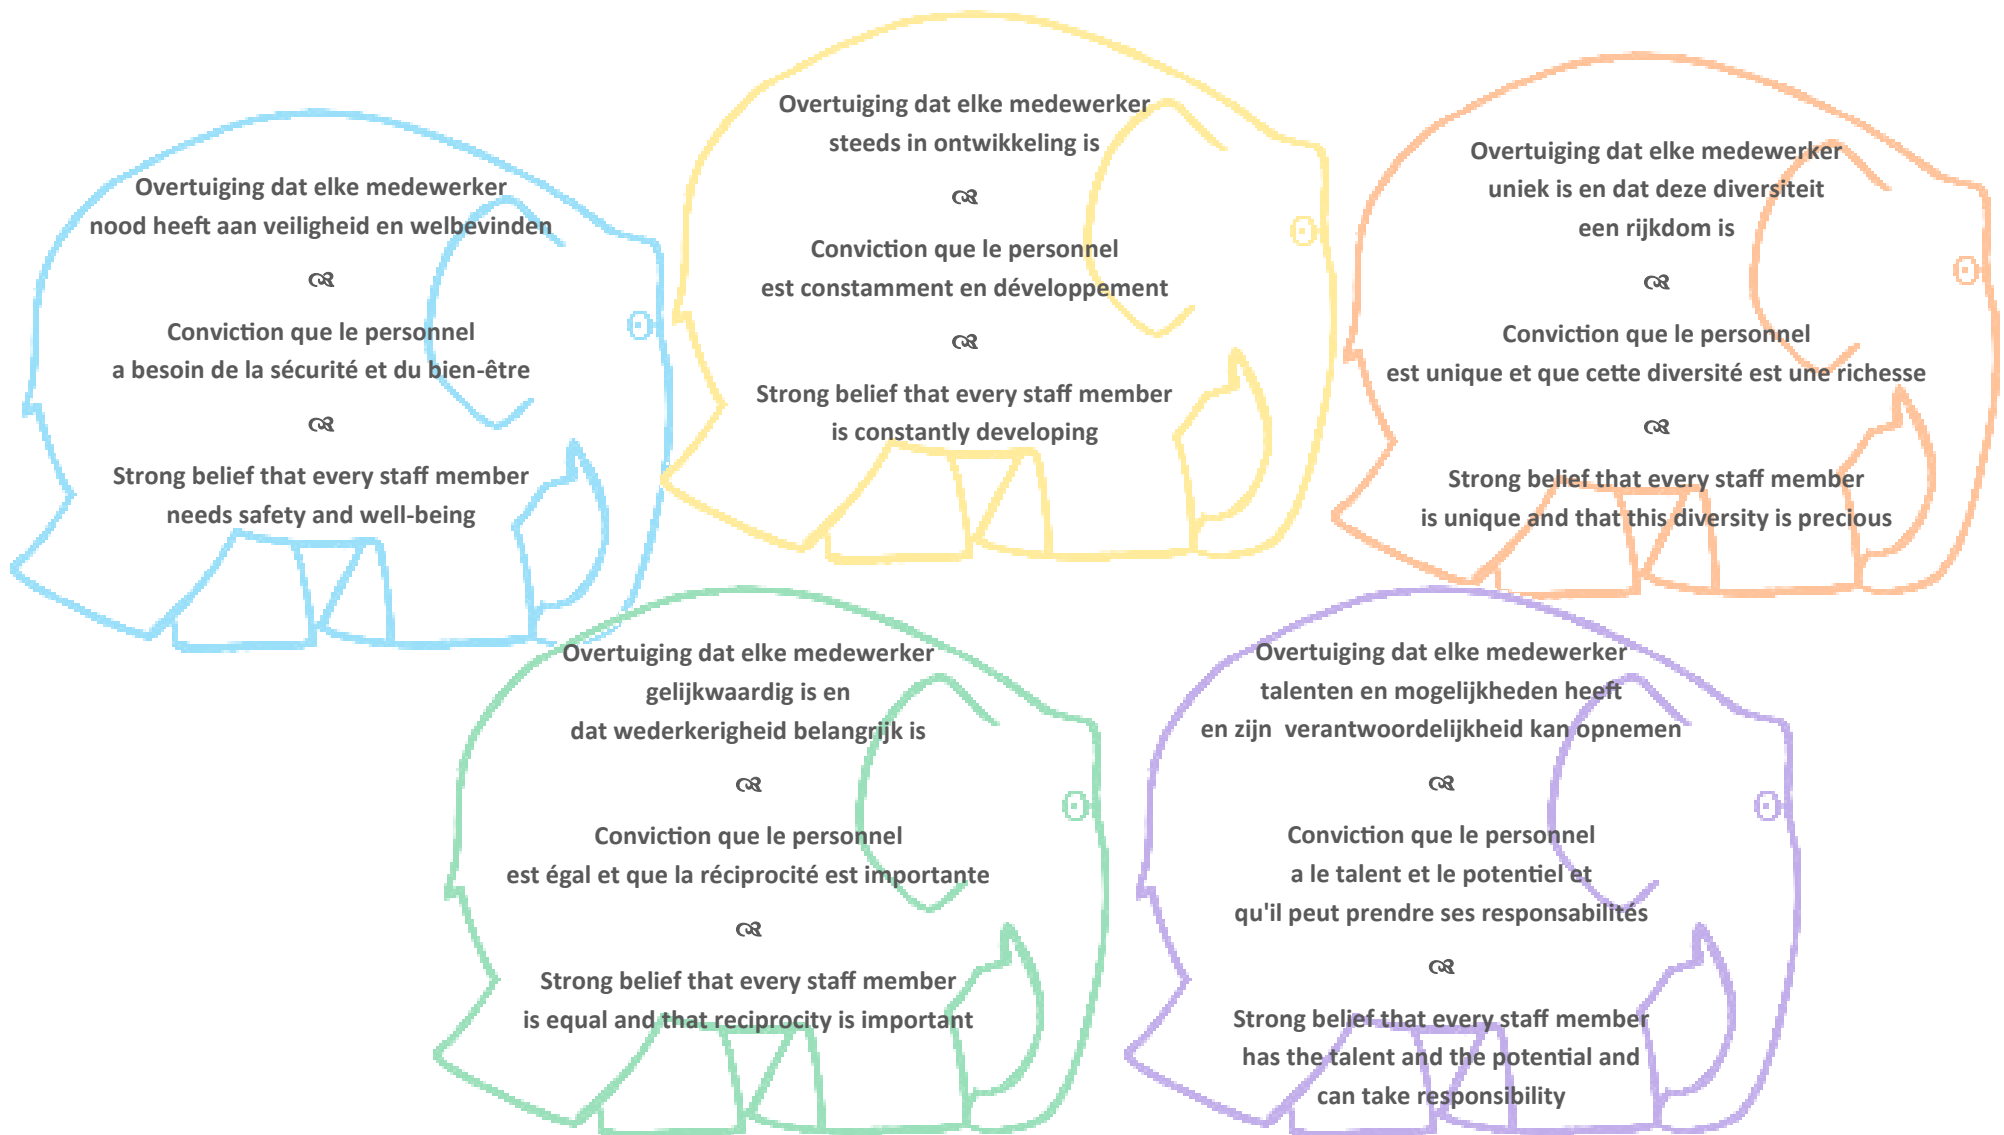 Overtuiging dat elke medewerker
nood heeft aan veiligheid en welbevinden
Conviction que le personnel
a besoin de la sécurité et du bien-être
Strong belief that every staff member
needs safety and well-being
Overtuiging dat elke medewerker
steeds in ontwikkeling is
Conviction que le personnel
est constamment en développement
Strong belief that every staff member
is constantly developing
Overtuiging dat elke medewerker
uniek is en dat deze diversiteit
een rijkdom is
Conviction que le personnel
est unique et que cette diversité est une richesse
Strong belief that every staff member
is unique and that this diversity is precious
Overtuiging dat elke medewerker
gelijkwaardig is en
dat wederkerigheid belangrijk is
Conviction que le personnel
est égal et que la réciprocité est importante
Strong belief that every staff member
is equal and that reciprocity is important
Overtuiging dat elke medewerker
talenten en mogelijkheden heeft
en zijn  verantwoordelijkheid kan opnemen
Conviction que le personnel
a le talent et le potentiel et
qu'il peut prendre ses responsabilités
Strong belief that every staff member
has the talent and the potential and
can take responsibility